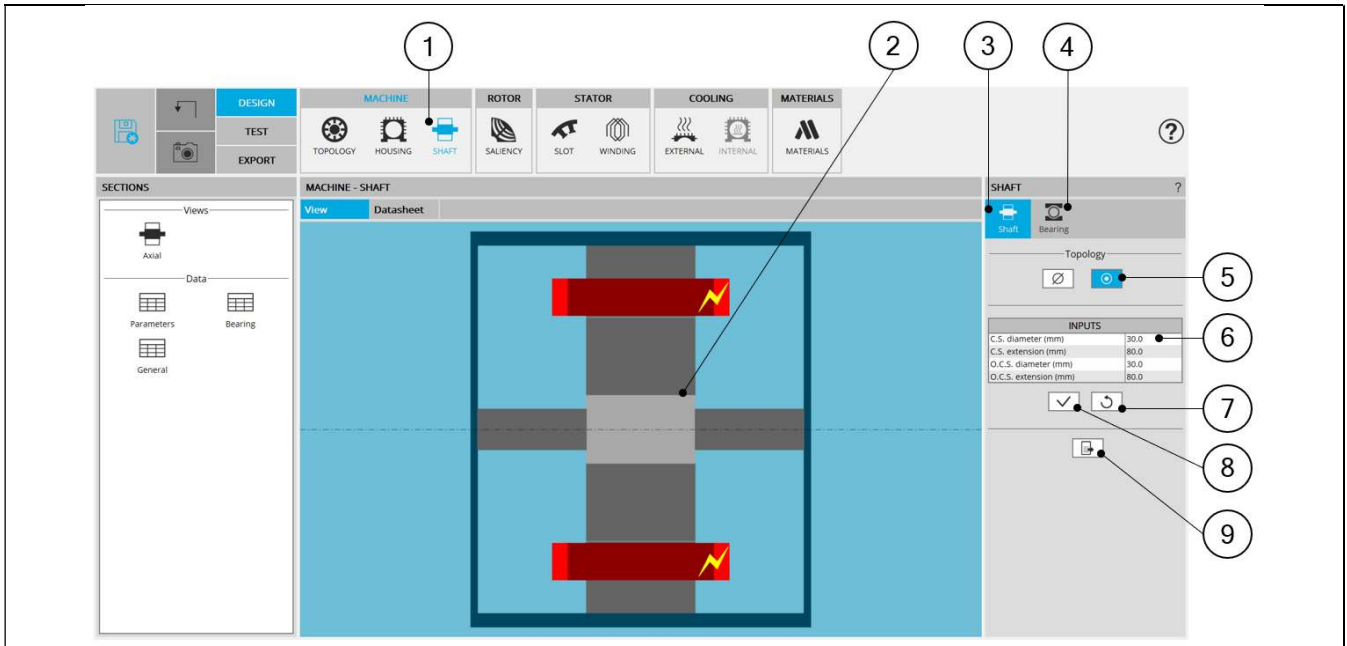 1 2 3 4
DESIGN MACHINE ROTOR STATOR COOLING MATERIALS
TEST
TOPOLOGY HOUSING SHAFT SALIENCY SLOT WINDING EXTERNAL INTERNAL MATERIALS
EXPORT
?
SECTIONS MACHINE - SHAFT SHAFT ?
Views View Datasheet
Shaft Bearing
Axial
Topology
5
Data
Parameters Bearing
INPUTS
C.S. diameter (mm) 30.0
6
C.S. extension (mm) 80.0
O.C.S. diameter (mm) 30.0
O.C.S. extension (mm) 80.0
General
7
8
9